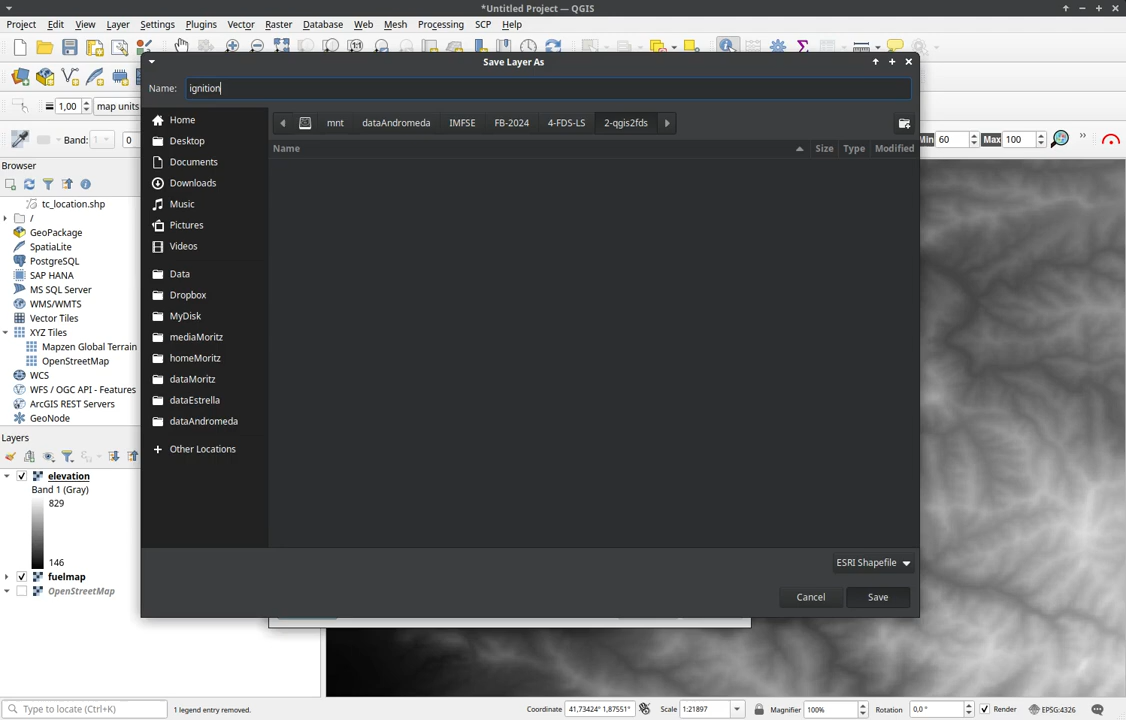 *Untitled Project — QGIS
Project Edit View Layer Settings Plugins Vector Raster Database Web Mesh Processing SCP Help
Save Layer As
Name: ignition
1,00 map units
Home
mnt dataAndromeda IMFSE FB-2024 4-FDS-LS 2-qgis2fds
Band: 1 0
Min 60 Max 100
Desktop
Name Size Type Modified
Browser
Documents
Downloads
tc_location.shp
Music
/
Pictures
GeoPackage
SpatiaLite
Videos
PostgreSQL
SAP HANA
Data
MS SQL Server
Dropbox
WMS/WMTS
Vector Tiles
MyDisk
XYZ Tiles
mediaMoritz
Mapzen Global Terrain
homeMoritz
OpenStreetMap
WCS
dataMoritz
WFS / OGC API - Features
dataEstrella
ArcGIS REST Servers
GeoNode
dataAndromeda
Layers
Other Locations
elevation
Band 1 (Gray)
829
146
ESRI Shapefile
fuelmap
OpenStreetMap
Cancel Save
Type to locate (Ctrl+K) 1 legend entry removed. Coordinate 41,73424° 1,87551° Scale 1:21897 Magnifier 100% Rotation 0,0 ° Render EPSG:4326